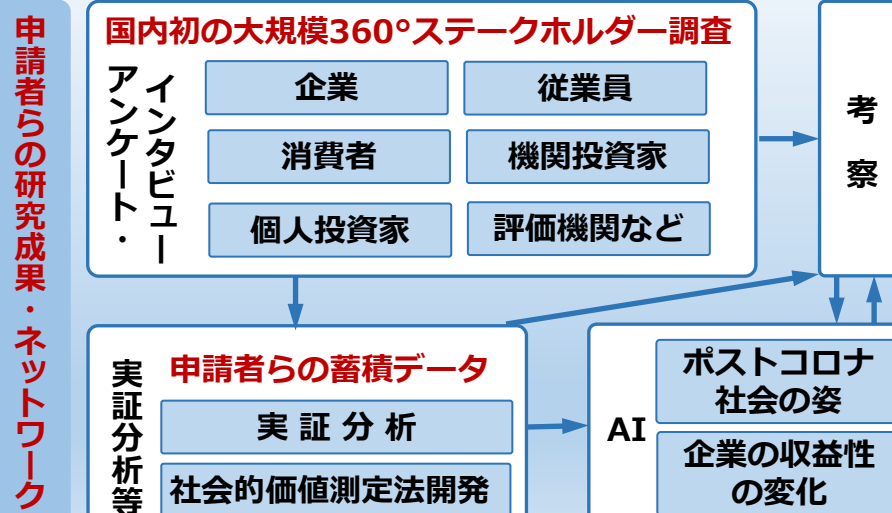 申請者らの研究成果・ネットワーク
国内初の大規模360°ステークホルダー調査
アンケート・
インタビュー
企業
従業員
消費者
機関投資家
個人投資家
評価機関など
考察
実証分析等
申請者らの蓄積データ
実証分析
社会的価値測定法開発
AI
ポストコロナ
社会の姿
企業の収益性
の変化